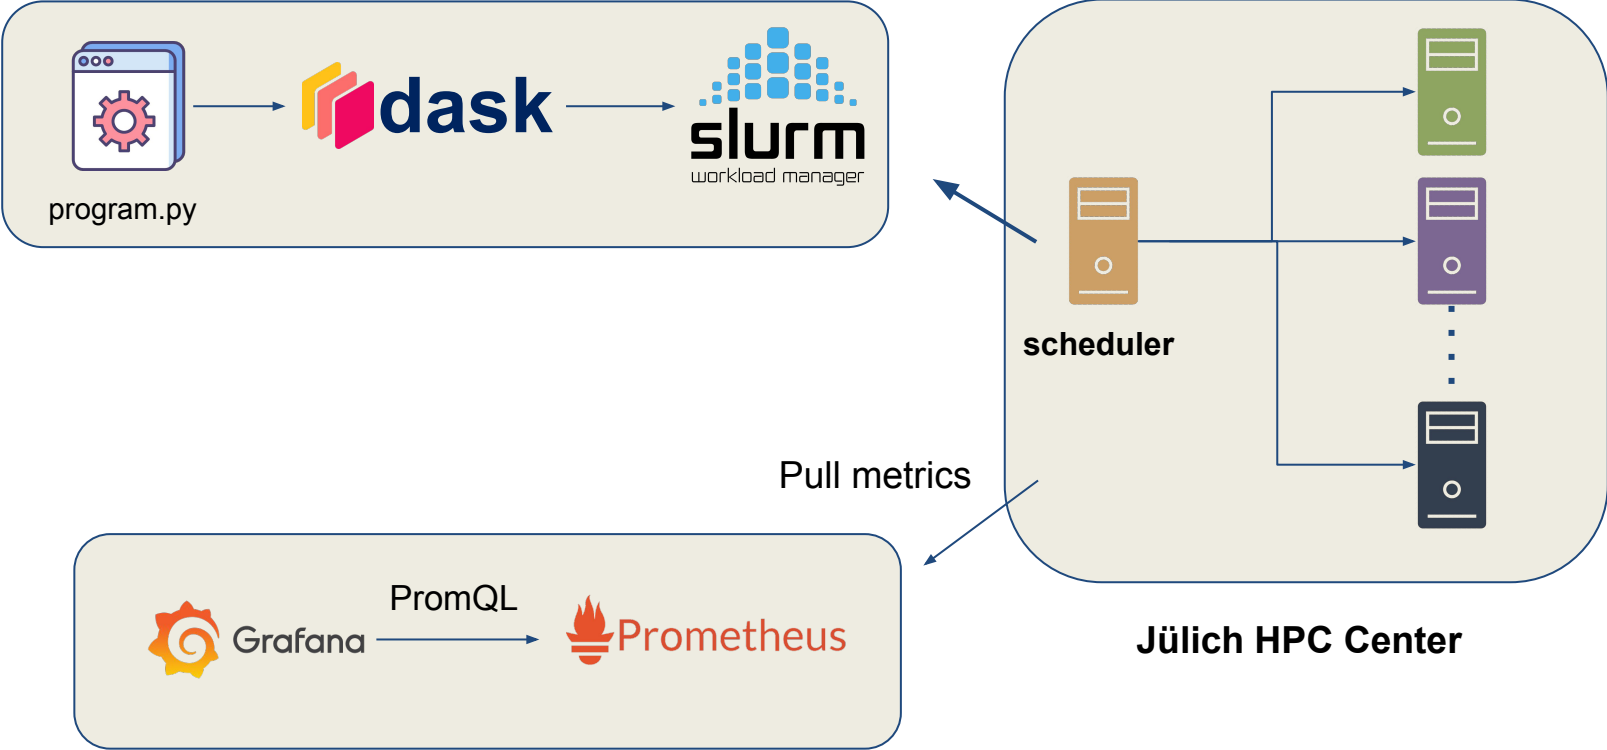 dask
slurm
workload manager
program.py
scheduler
Pull metrics
PromQL
Grafana
Prometheus
Jülich HPC Center